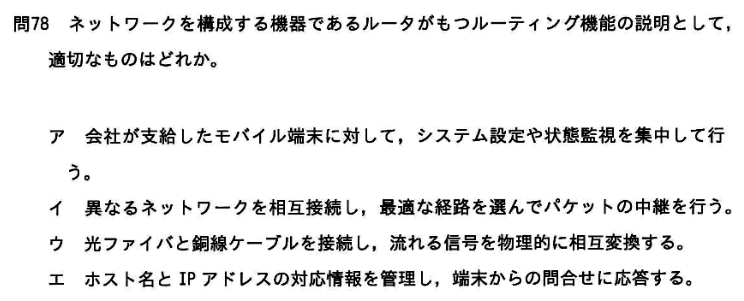 問78 ネットワークを構成する機器であるルータがもつルーティング機能の説明として，
適切なものはどれか。
ア 会社が支給したモバイル端末に対して，システム設定や状態監視を集中して行
う。
イ 異なるネットワークを相互接続し，最適な経路を選んでパケットの中継を行う。
ウ 光ファイバと銅線ケーブルを接続し，流れる信号を物理的に相互変換する。
エ ホスト名と IP アドレスの対応情報を管理し，端末からの問合せに応答する。